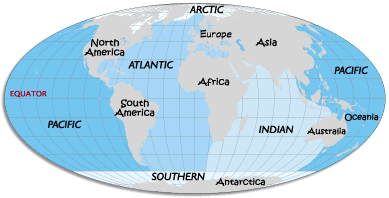 ARCTIC
North
America
Europe
Asia
ATLANTIC
PACIFIC
Africa
EQUATOR
South
America
Oceania
PACIFIC
INDIAN
Australia
SOUTHERN
Antarctica